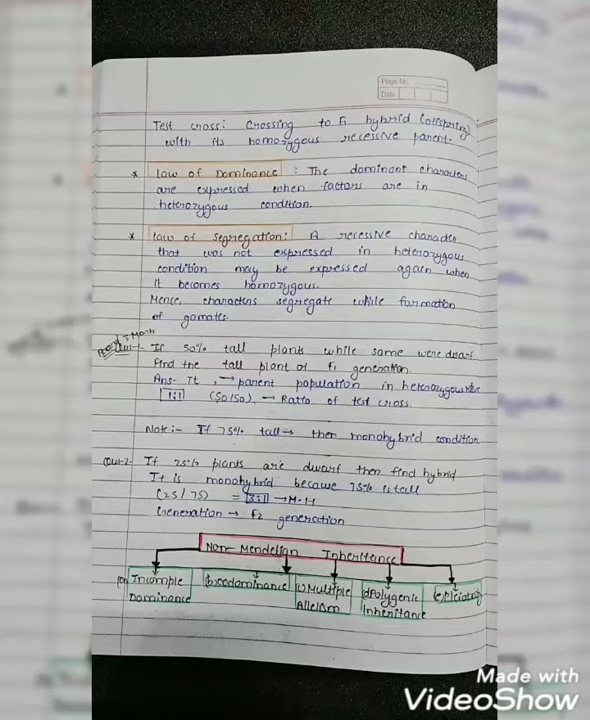 Page No.
Date
Test cross: Crossing to F1 hybrid (offspring)
with its homozygous recessive parent.
* Law of Dominance : The dominant characters
are expressed when factors are in
heterozygous condition.
* Law of Segregation: A recessive character
that was not expressed in heterozygous
condition may be expressed again when
it becomes homozygous.
Hence, characters segregate while formation
of gamates.
Que-1- If 50% tall plants while some were dwarf
find the tall plant of F1 generation.
Ans- Tt, → parent population in heterozygous
1:1 (50/50), → Ratio of test cross.
Note:- If 75% tall → then monohybrid condition
Que-2- If 25% plants are dwarf then find hybrid
It is monohybrid because 75% is tall
(25/75) = 3:1 → M.H
Generation → F2 generation
Non-Mendelian Inheritance
(a) Incomple Dominance
(b) codominance
(c) Multiple Allelism
(d) Polygenic Inheritance
(e) Pleiotropy
Made with
VideoShow